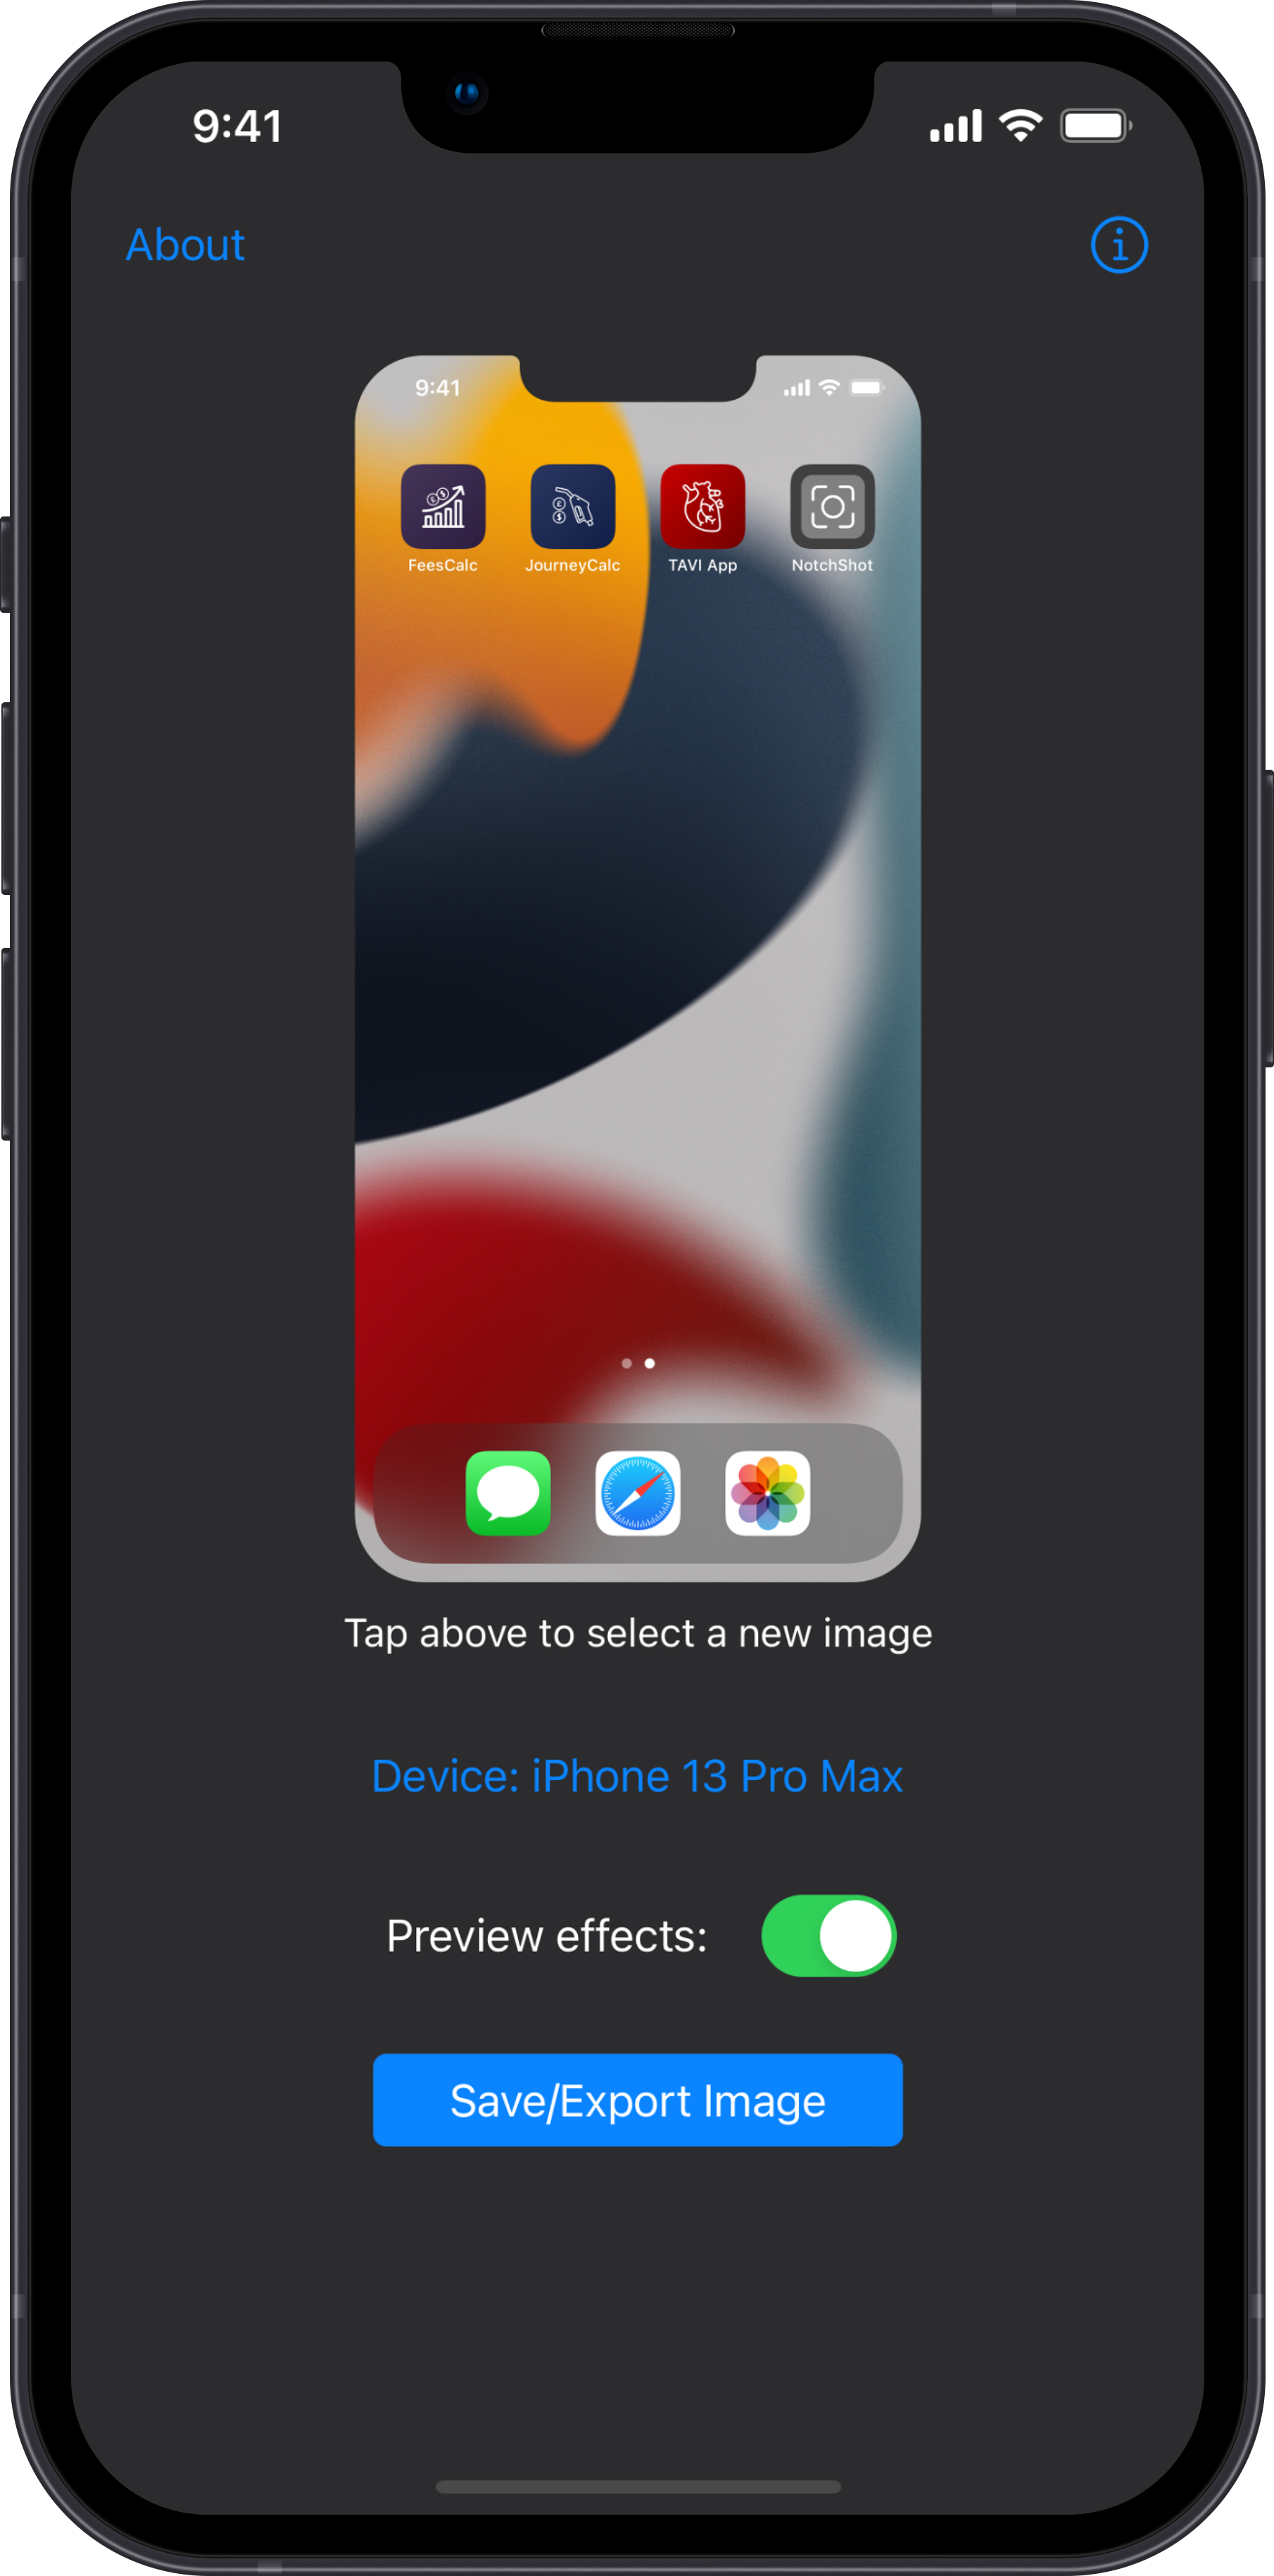 9:41
About
9:41
FeesCalc JourneyCalc TAVI App NotchShot
Tap above to select a new image
Device: iPhone 13 Pro Max
Preview effects:
Save/Export Image